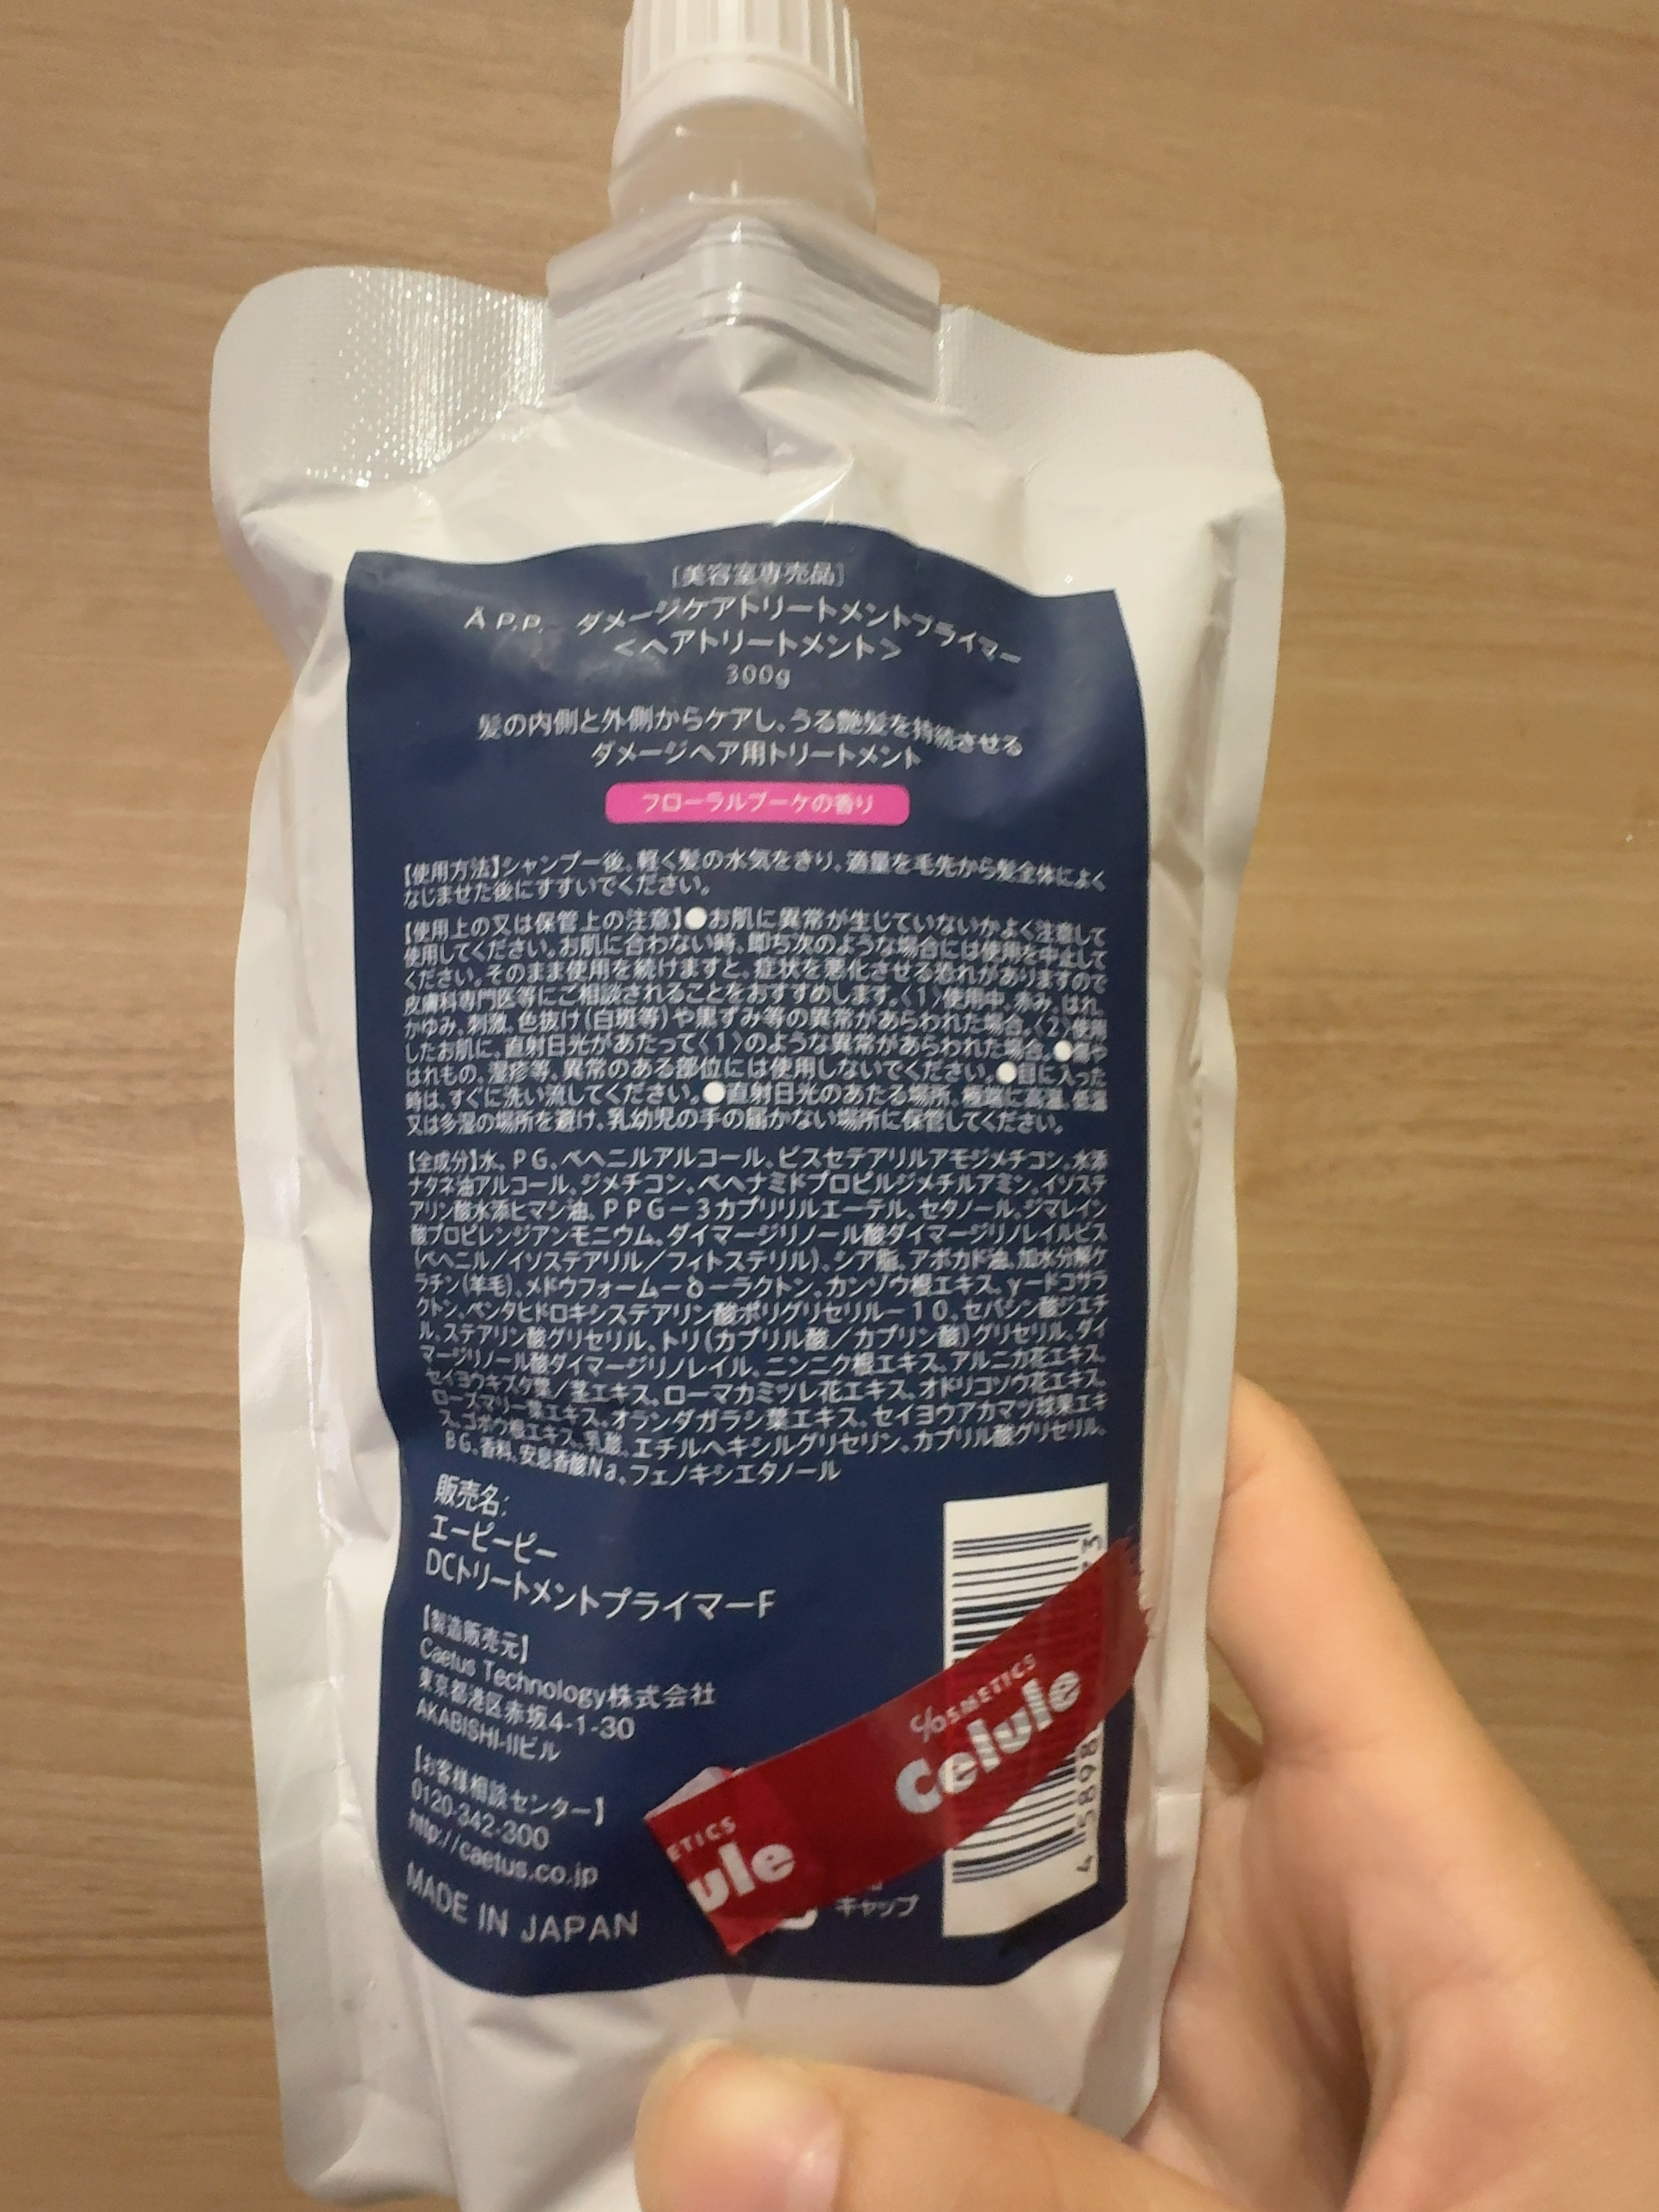 ［美容室専売品］
A P.P. ダメージケアトリートメントプライマー
＜ヘアトリートメント＞
300g
髪の内側と外側からケアし、うる艶髪を持続させる
ダメージヘア用トリートメント
フローラルブーケの香り
【使用方法】シャンプー後、軽く髪の水気をきり、適量を毛先から髪全体によく
なじませた後にすすいでください。
【使用上の又は保管上の注意】●お肌に異常が生じていないかよく注意して
使用してください。お肌に合わない時、即ち次のような場合には使用を中止して
ください。そのまま使用を続けますと、症状を悪化させる恐れがありますので
皮膚科専門医等にご相談されることをおすすめします。〈1〉使用中、赤み、はれ、
かゆみ、刺激、色抜け(白斑等)や黒ずみ等の異常があらわれた場合。〈2〉使用
したお肌に、直射日光があたって〈1〉のような異常があらわれた場合。●傷や
はれもの、湿疹等、異常のある部位には使用しないでください。●目に入った
時は、すぐに洗い流してください。●直射日光のあたる場所、極端に高温、低温
又は多湿の場所を避け、乳幼児の手の届かない場所に保管してください。
【全成分】水、ＰＧ、ベヘニルアルコール、ビスセテアリルアモジメチコン、水添
ナタネ油アルコール、ジメチコン、ベヘナミドプロピルジメチルアミン、イソステ
アリン酸水添ヒマシ油、ＰＰＧ－３カプリリルエーテル、セタノール、ジマレイン
酸プロピレンジアンモニウム、ダイマージリノール酸ダイマージリノレイルビス
(ベヘニル／イソステアリル／フィトステリル)、シア脂、アボカド油、加水分解ケ
ラチン(羊毛)、メドウフォーム－δ－ラクトン、カンゾウ根エキス、γ－ドコサラ
クトン、ペンタヒドロキシステアリン酸ポリグリセリル－１０、セバシン酸ジエチ
ル、ステアリン酸グリセリル、トリ(カプリル酸／カプリン酸)グリセリル、ダイ
マージリノール酸ダイマージリノレイル、ニンニク根エキス、アルニカ花エキス、
セイヨウキズタ葉／茎エキス、ローマカミツレ花エキス、オドリコソウ花エキス、
ローズマリー葉エキス、オランダガラシ葉エキス、セイヨウアカマツ球果エキ
ス、ゴボウ根エキス、乳酸、エチルヘキシルグリセリン、カプリル酸グリセリル、
ＢＧ、香料、安息香酸Ｎａ、フェノキシエタノール
販売名：
エーピーピー
DCトリートメントプライマーF
【製造販売元】
Caetus Technology株式会社
東京都港区赤坂4-1-30
AKABISHI-IIビル
【お客様相談センター】
0120-342-300
http://caetus.co.jp
MADE IN JAPAN
COSMETICS
Celule
ETICS
ule
キャップ